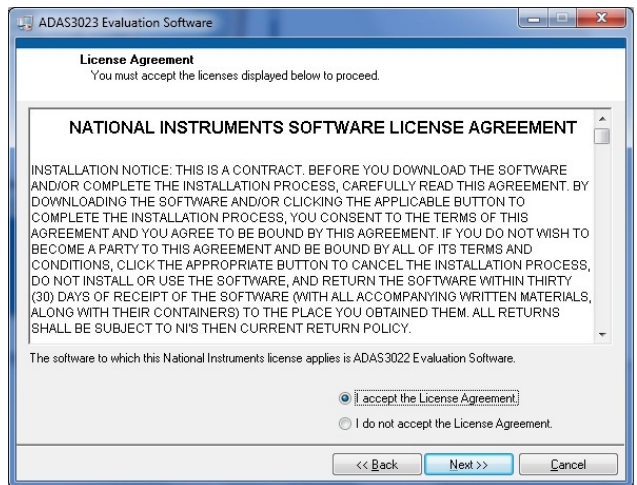 ADAS3023 Evaluation Software
License Agreement
You must accept the licenses displayed below to proceed.
NATIONAL INSTRUMENTS SOFTWARE LICENSE AGREEMENT
INSTALLATION NOTICE: THIS IS A CONTRACT. BEFORE YOU DOWNLOAD THE SOFTWARE
AND/OR COMPLETE THE INSTALLATION PROCESS, CAREFULLY READ THIS AGREEMENT. BY
DOWNLOADING THE SOFTWARE AND/OR CLICKING THE APPLICABLE BUTTON TO
COMPLETE THE INSTALLATION PROCESS, YOU CONSENT TO THE TERMS OF THIS
AGREEMENT AND YOU AGREE TO BE BOUND BY THIS AGREEMENT. IF YOU DO NOT WISH TO
BECOME A PARTY TO THIS AGREEMENT AND BE BOUND BY ALL OF ITS TERMS AND
CONDITIONS, CLICK THE APPROPRIATE BUTTON TO CANCEL THE INSTALLATION PROCESS,
DO NOT INSTALL OR USE THE SOFTWARE, AND RETURN THE SOFTWARE WITHIN THIRTY
(30) DAYS OF RECEIPT OF THE SOFTWARE (WITH ALL ACCOMPANYING WRITTEN MATERIALS,
ALONG WITH THEIR CONTAINERS) TO THE PLACE YOU OBTAINED THEM. ALL RETURNS
SHALL BE SUBJECT TO NI'S THEN CURRENT RETURN POLICY.
The software to which this National Instruments license applies is ADAS3022 Evaluation Software.
I accept the License Agreement.
I do not accept the License Agreement.
<< Back Next >> Cancel